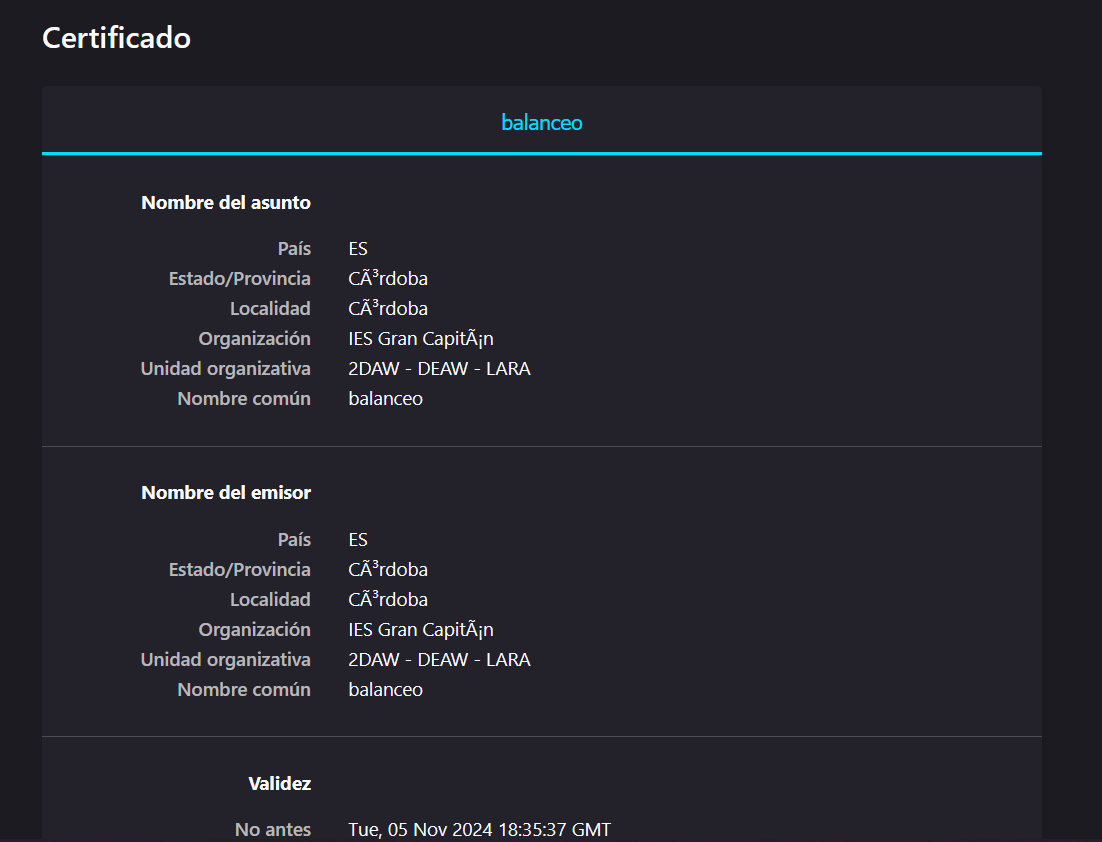 Certificado
balanceo
Nombre del asunto
País ES
Estado/Provincia CÃ³rdoba
Localidad CÃ³rdoba
Organización IES Gran CapitÃ¡n
Unidad organizativa 2DAW - DEAW - LARA
Nombre común balanceo
Nombre del emisor
País ES
Estado/Provincia CÃ³rdoba
Localidad CÃ³rdoba
Organización IES Gran CapitÃ¡n
Unidad organizativa 2DAW - DEAW - LARA
Nombre común balanceo
Validez
No antes Tue, 05 Nov 2024 18:35:37 GMT